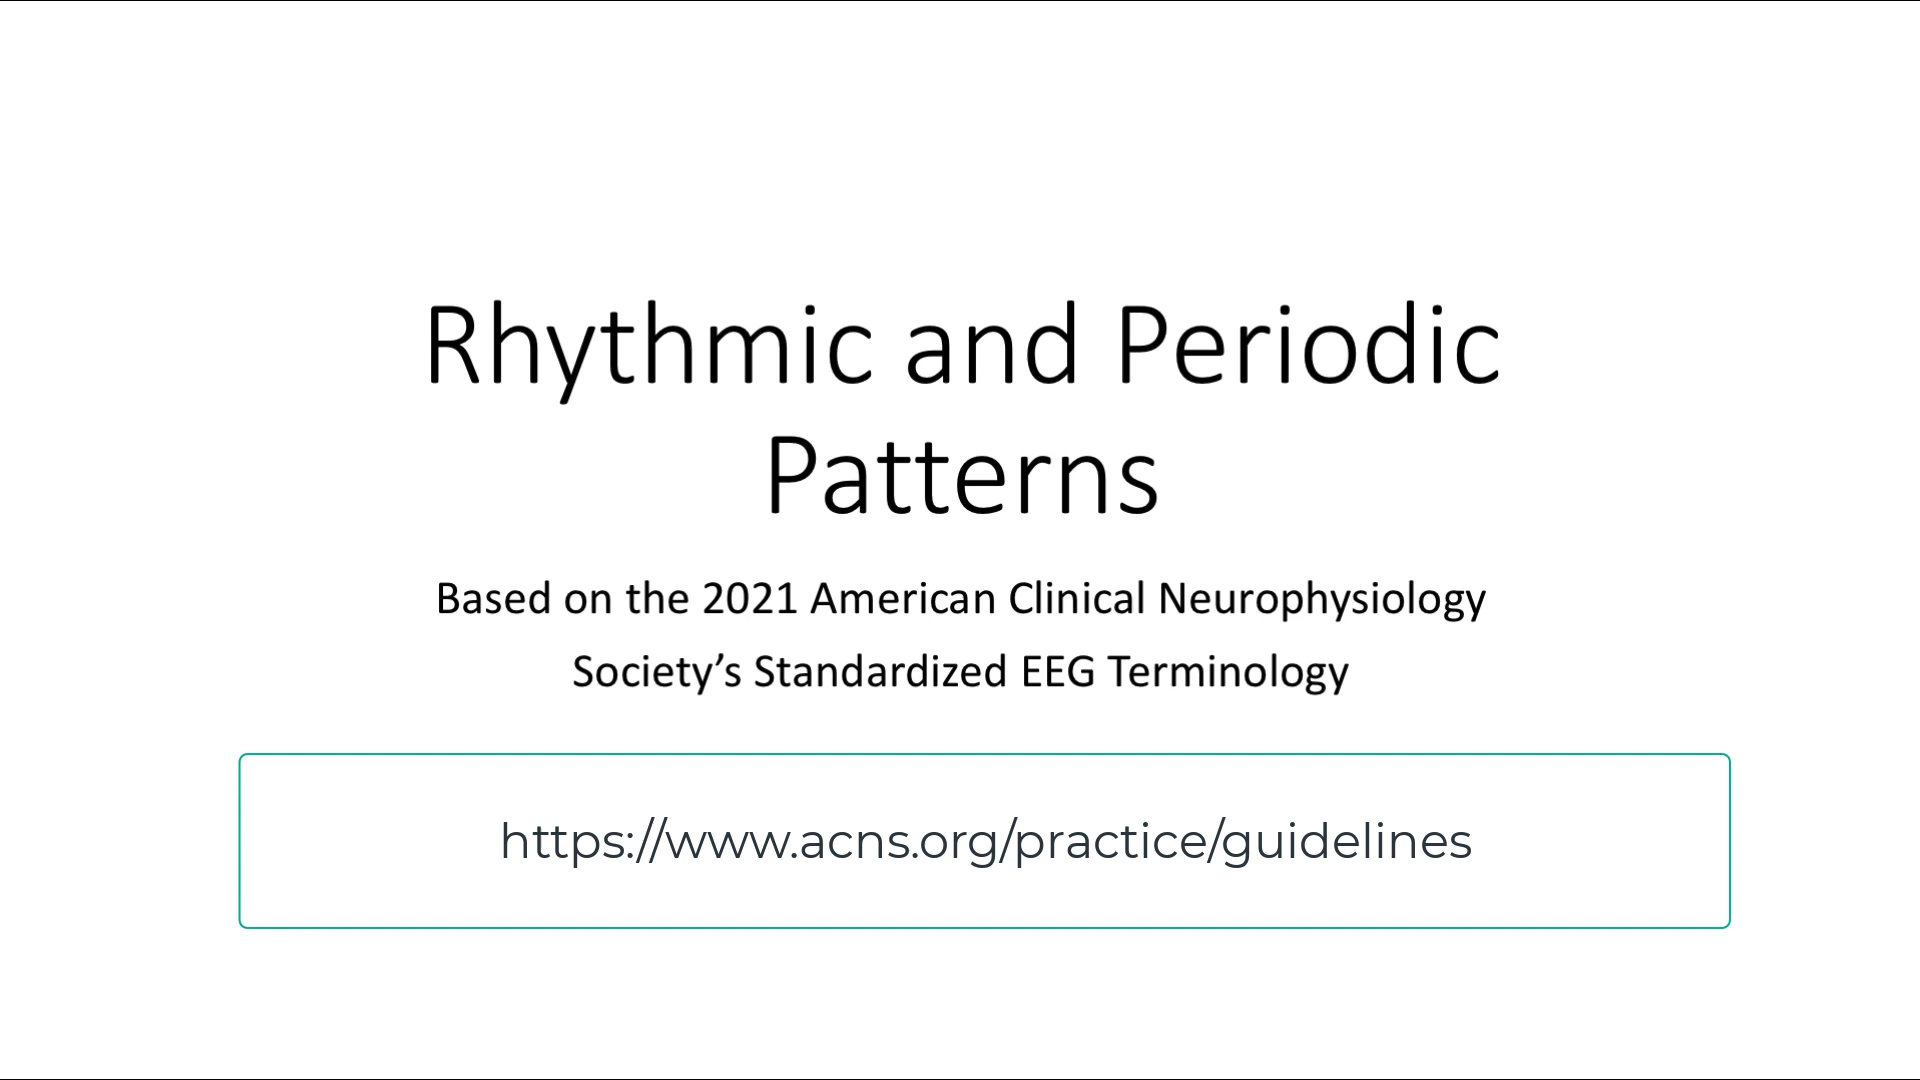 Rhythmic and Periodic
Patterns
Based on the 2021 American Clinical Neurophysiology
Society’s Standardized EEG Terminology
https://www.acns.org/practice/guidelines